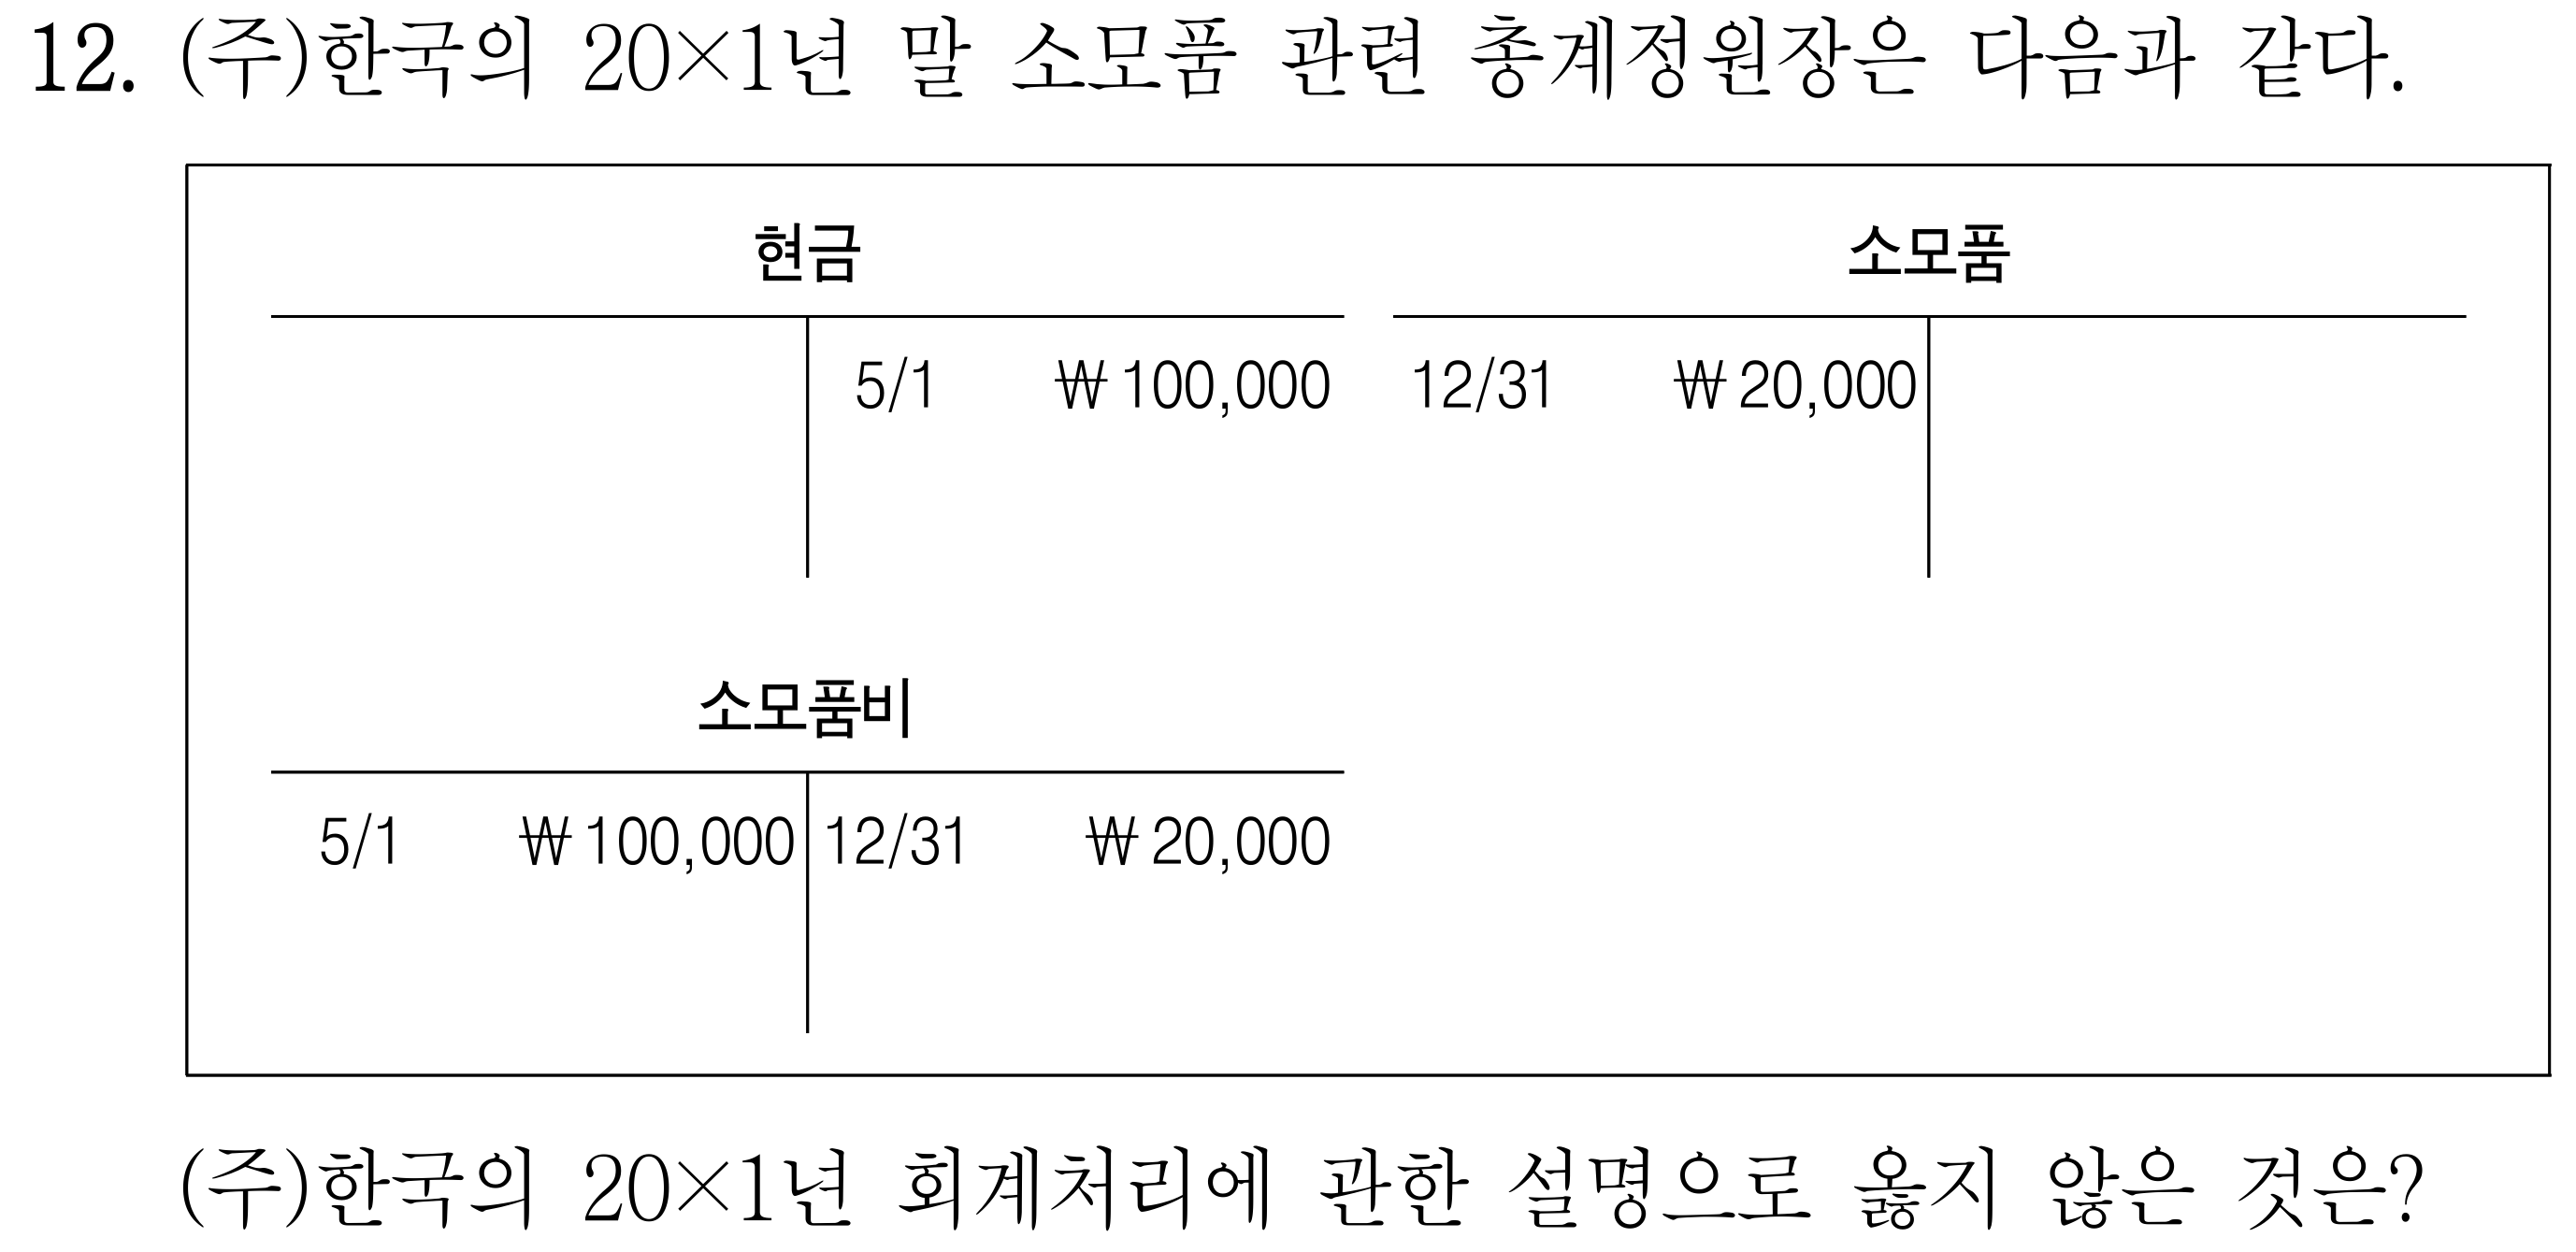 12. (주)한국의 20×1년 말 소모품 관련 총계정원장은 다음과 같다.
현금
소모품
5/1 ₩100,000 12/31 ₩20,000
소모품비
5/1 ₩100,000 12/31 ₩20,000
(주)한국의 20×1년 회계처리에 관한 설명으로 옳지 않은 것은?